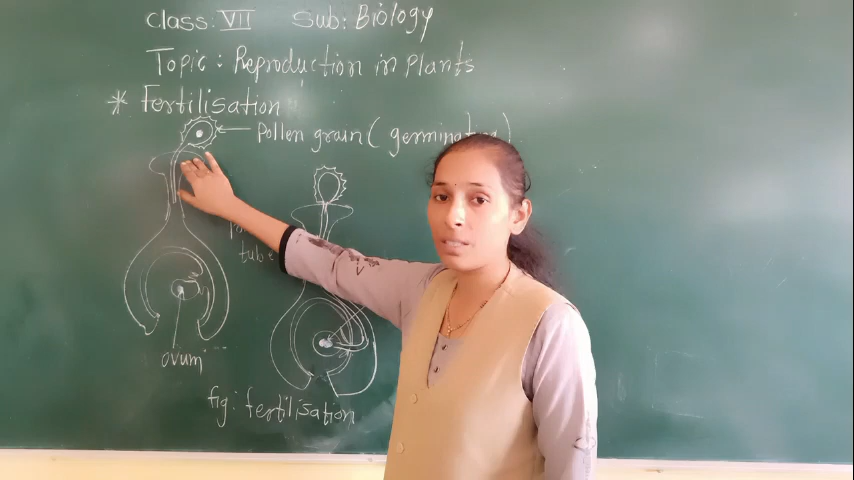 Class: VII Sub: Biology
Topic: Reproduction in Plants
* Fertilisation
Pollen grain (germinating)
tube
ovum
fig: fertilisation